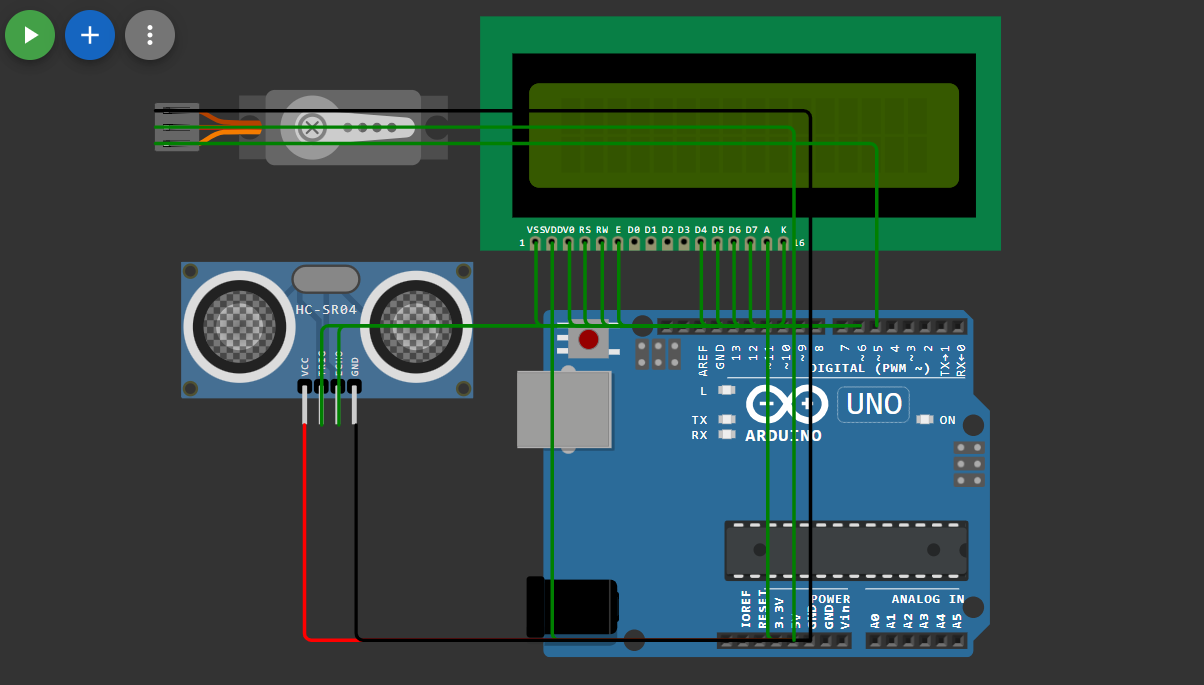 VSS VDD V0 RS RW E D0 D1 D2 D3 D4 D5 D6 D7 A K
1 16
HC-SR04
VCC TRIG ECHO GND
AREF GND 13 12 ~11 ~10 ~9 8 7 ~6 ~5 4 ~3 2 TX→1 RX←0
DIGITAL (PWM ~)
L
TX
RX
UNO
ON
ARDUINO
POWER
ANALOG IN
IOREF RESET 3.3V 5V GND GND Vin A0 A1 A2 A3 A4 A5